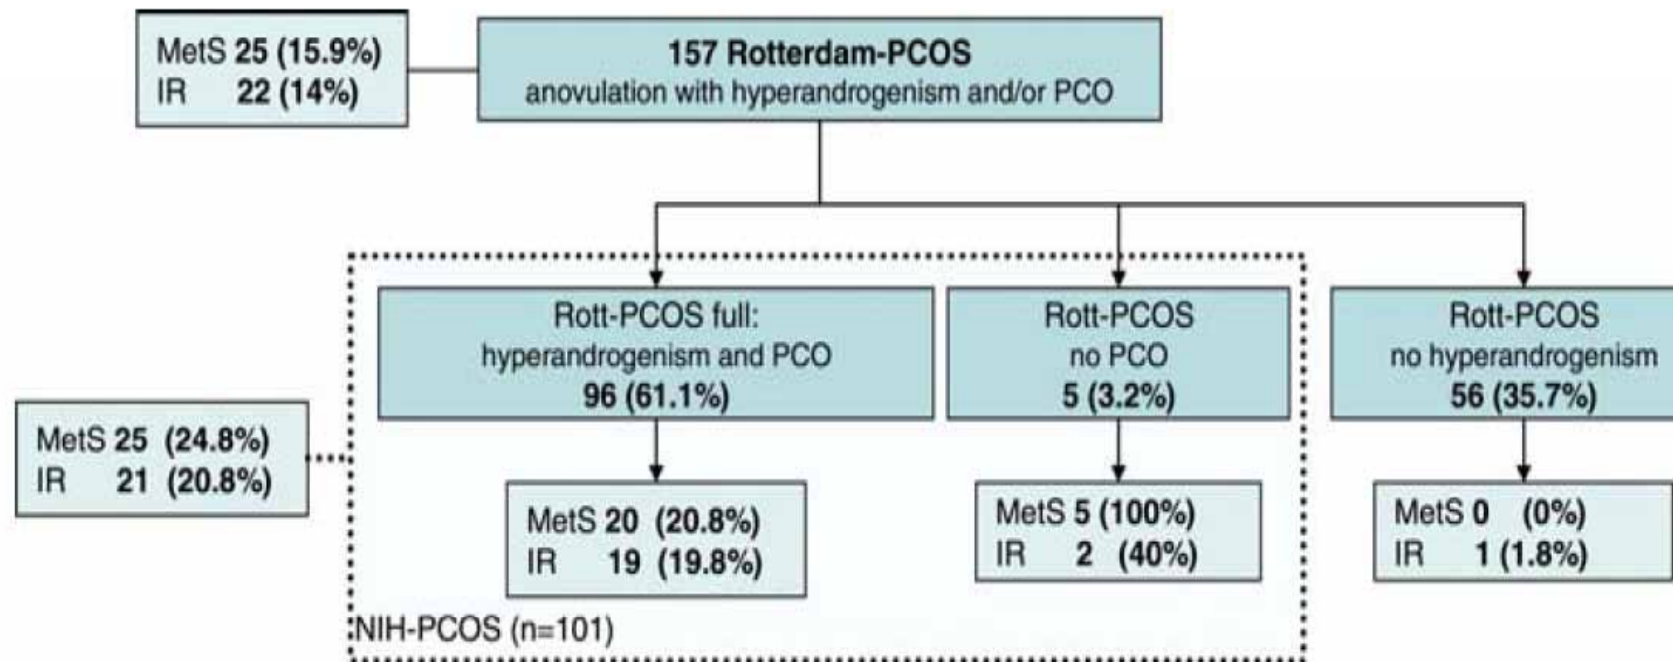 MetS 25 (15.9%)
IR 22 (14%)
157 Rotterdam-PCOS
anovulation with hyperandrogenism and/or PCO
Rott-PCOS full:
hyperandrogenism and PCO
96 (61.1%)
Rott-PCOS
no PCO
5 (3.2%)
Rott-PCOS
no hyperandrogenism
56 (35.7%)
MetS 25 (24.8%)
IR 21 (20.8%)
MetS 20 (20.8%)
IR 19 (19.8%)
MetS 5 (100%)
IR 2 (40%)
MetS 0 (0%)
IR 1 (1.8%)
NIH-PCOS (n=101)